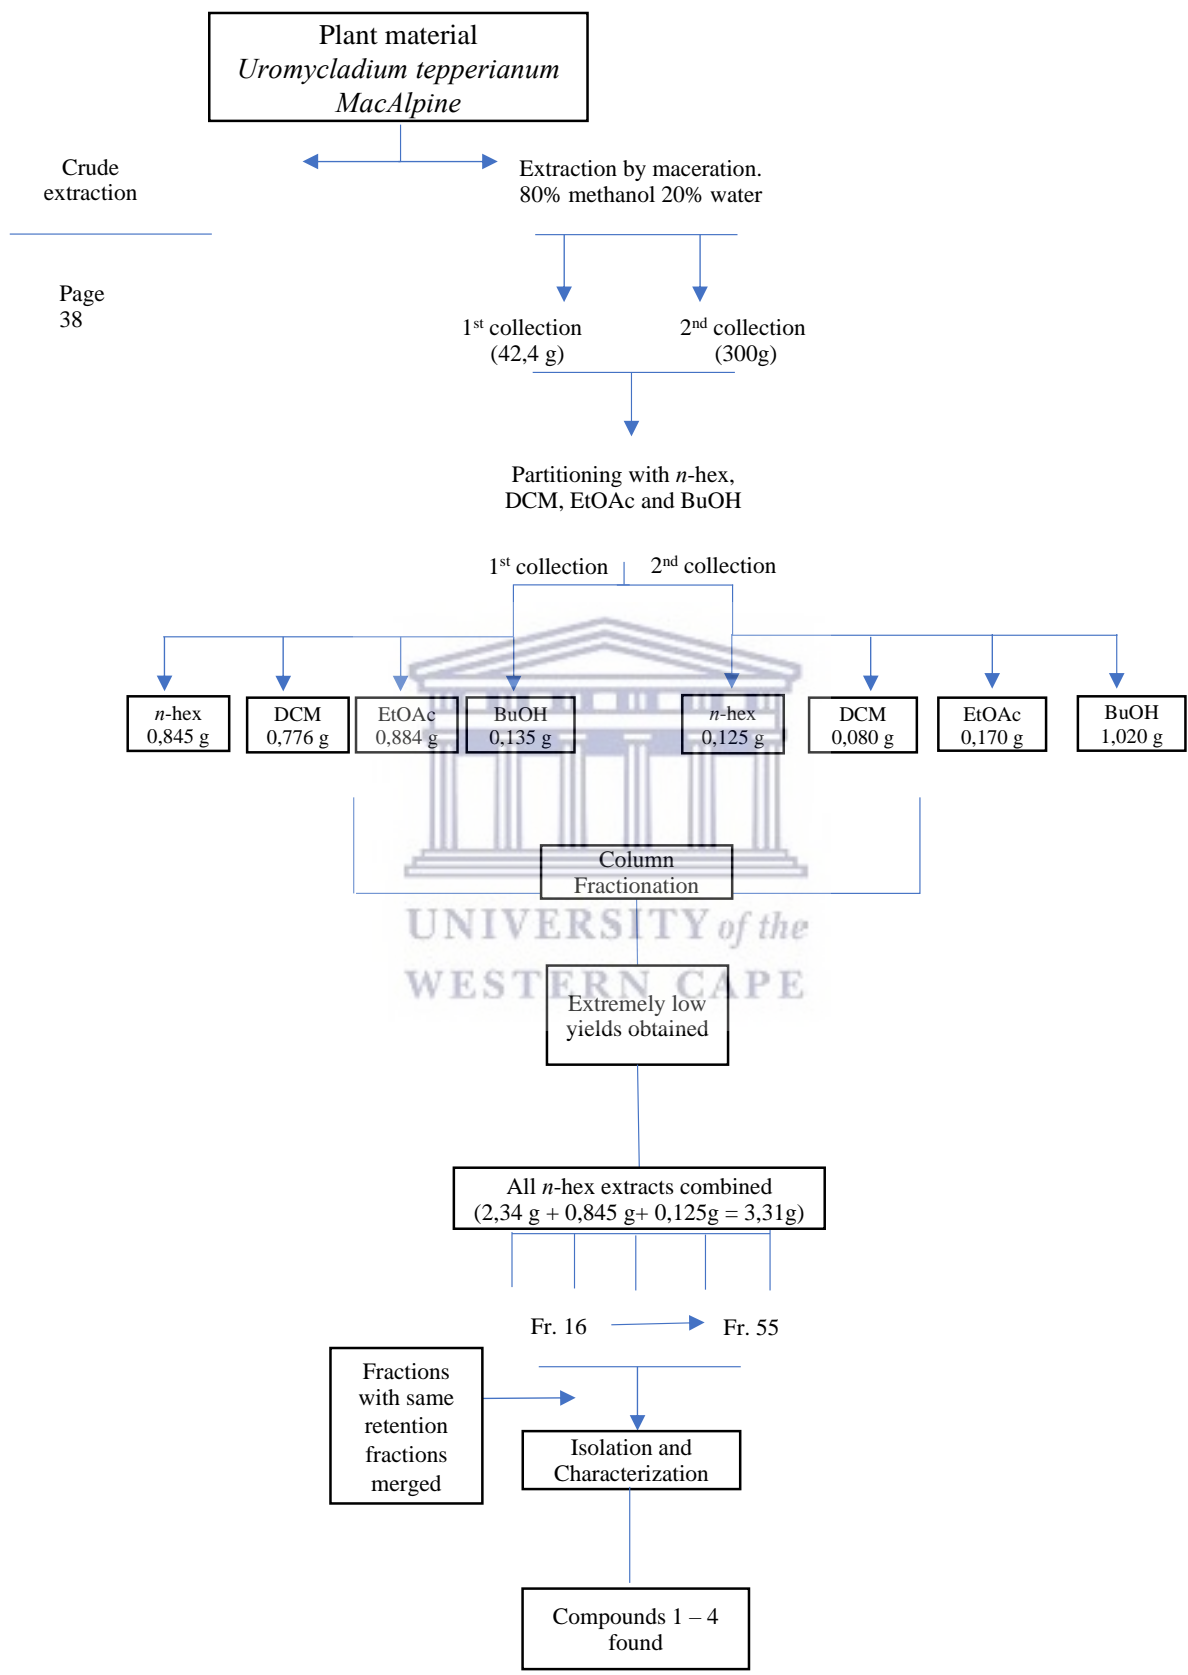 Plant material
Uromycladium tepperianum
MacAlpine
Crude
extraction
Extraction by maceration.
80% methanol 20% water
Page
38
1st collection
(42,4 g)
2nd collection
(300g)
Partitioning with n-hex,
DCM, EtOAc and BuOH
1st collection
2nd collection
n-hex
0,845 g
DCM
0,776 g
EtOAc
0,884 g
BuOH
0,135 g
n-hex
0,125 g
DCM
0,080 g
EtOAc
0,170 g
BuOH
1,020 g
Column
Fractionation
UNIVERSITY of the
WESTERN CAPE
Extremely low
yields obtained
All n-hex extracts combined
(2,34 g + 0,845 g+ 0,125g = 3,31g)
Fr. 16
Fr. 55
Fractions
with same
retention
fractions
merged
Isolation and
Characterization
Compounds 1 – 4
found